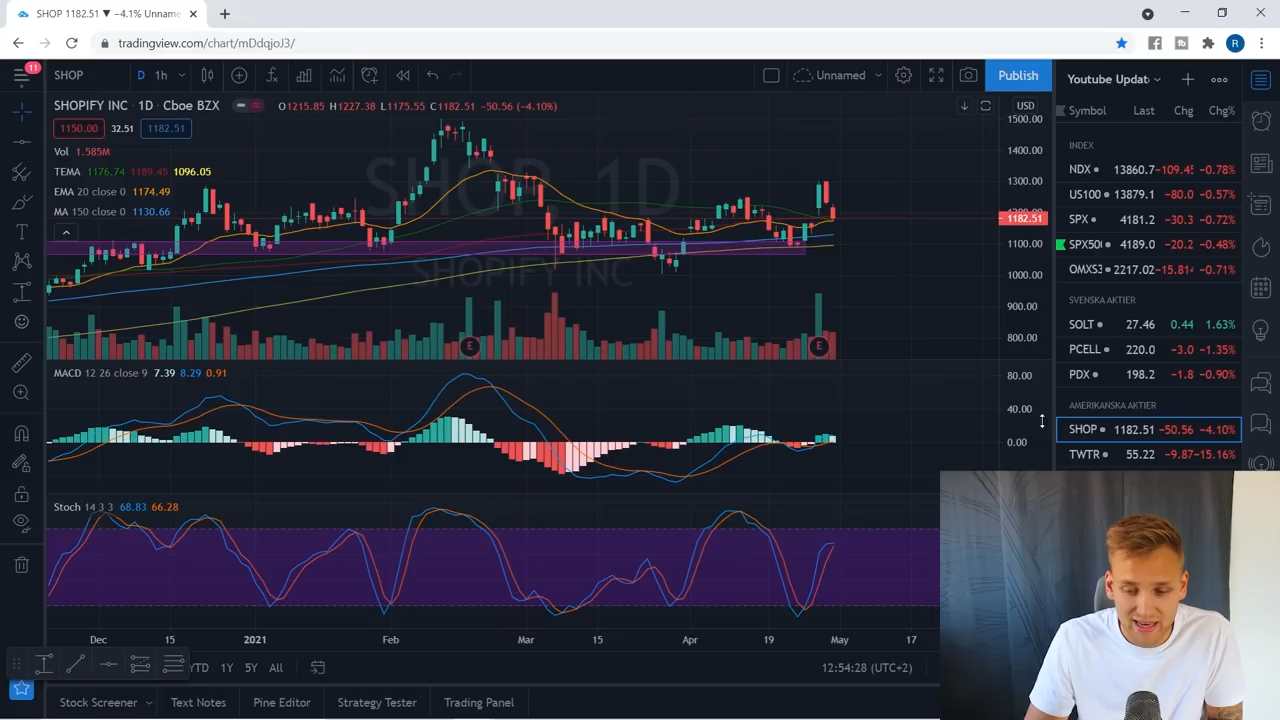 SHOP 1182.51 ▼ −4.1% Unname
tradingview.com/chart/mDdqjoJ3/
R
11
SHOP D 1h Unnamed Publish
Youtube Updat
SHOPIFY INC · 1D · Cboe BZX O1215.85 H1227.38 L1175.55 C1182.51 −50.56 (−4.10%)
USD
Symbol Last Chg Chg%
1150.00 32.51 1182.51
Vol 1.585M
TEMA 1176.74 1189.45 1096.05
EMA 20 close 0 1174.49
MA 150 close 0 1130.66
SHOP, 1D
SHOPIFY INC
1500.00
1400.00
1300.00
1182.51
1100.00
1000.00
900.00
800.00
E E
INDEX
NDX 13860.7 -109.4 -0.78%
US100 13879.1 -80.0 -0.57%
SPX 4181.2 -30.3 -0.72%
SPX50 4189.0 -20.2 -0.48%
OMXS3 2217.02 -15.81 -0.71%
SVENSKA AKTIER
SOLT 27.46 0.44 1.63%
PCELL 220.0 -3.0 -1.35%
PDX 198.2 -1.8 -0.90%
AMERIKANSKA AKTIER
SHOP 1182.51 -50.56 -4.10%
TWTR 55.22 -9.87 -15.16%
MACD 12 26 close 9 7.39 8.29 0.91
80.00
40.00
0.00
Stoch 14 3 3 68.83 66.28
Dec 15 2021 Feb Mar 15 Apr 19 May 17
YTD 1Y 5Y All 12:54:28 (UTC+2)
Stock Screener Text Notes Pine Editor Strategy Tester Trading Panel